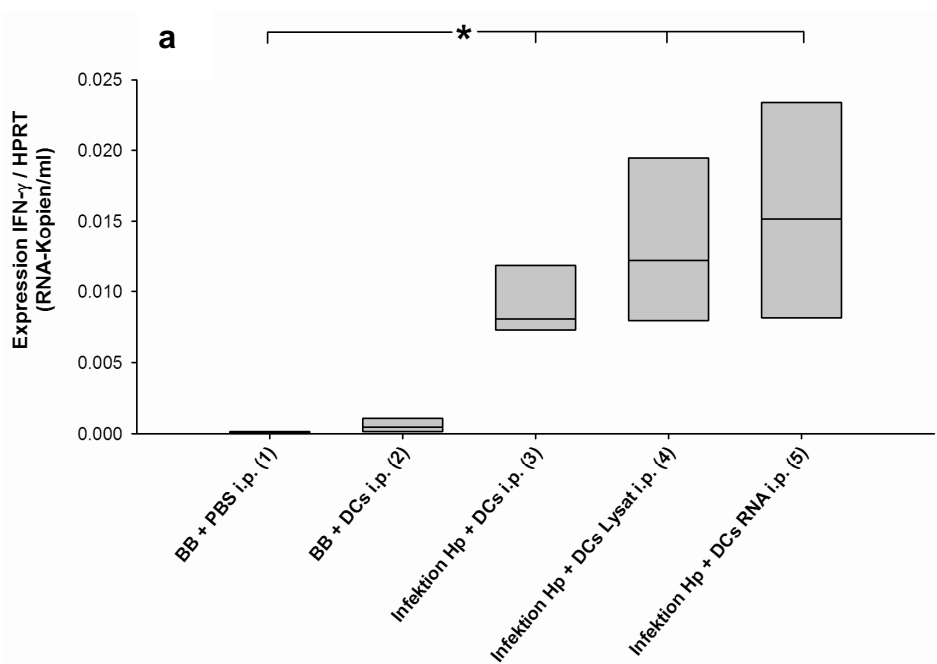 a
*
Expression IFN-γ / HPRT
(RNA-Kopien/ml)
0.025
0.020
0.015
0.010
0.005
0.000
BB + PBS i.p. (1)
BB + DCs i.p. (2)
Infektion Hp + DCs i.p. (3)
Infektion Hp + DCs Lysat i.p. (4)
Infektion Hp + DCs RNA i.p. (5)